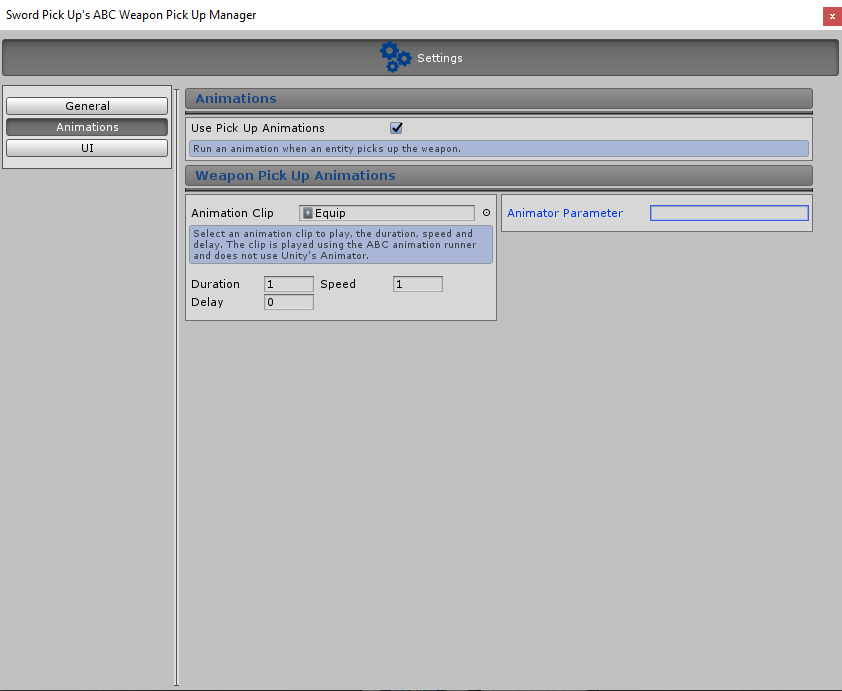 Sword Pick Up's ABC Weapon Pick Up Manager
x
Settings
General
Animations
UI
Animations
Use Pick Up Animations
Run an animation when an entity picks up the weapon.
Weapon Pick Up Animations
Animation Clip
Equip
Select an animation clip to play, the duration, speed and
delay. The clip is played using the ABC animation runner
and does not use Unity's Animator.
Duration 1 Speed 1
Delay 0
Animator Parameter